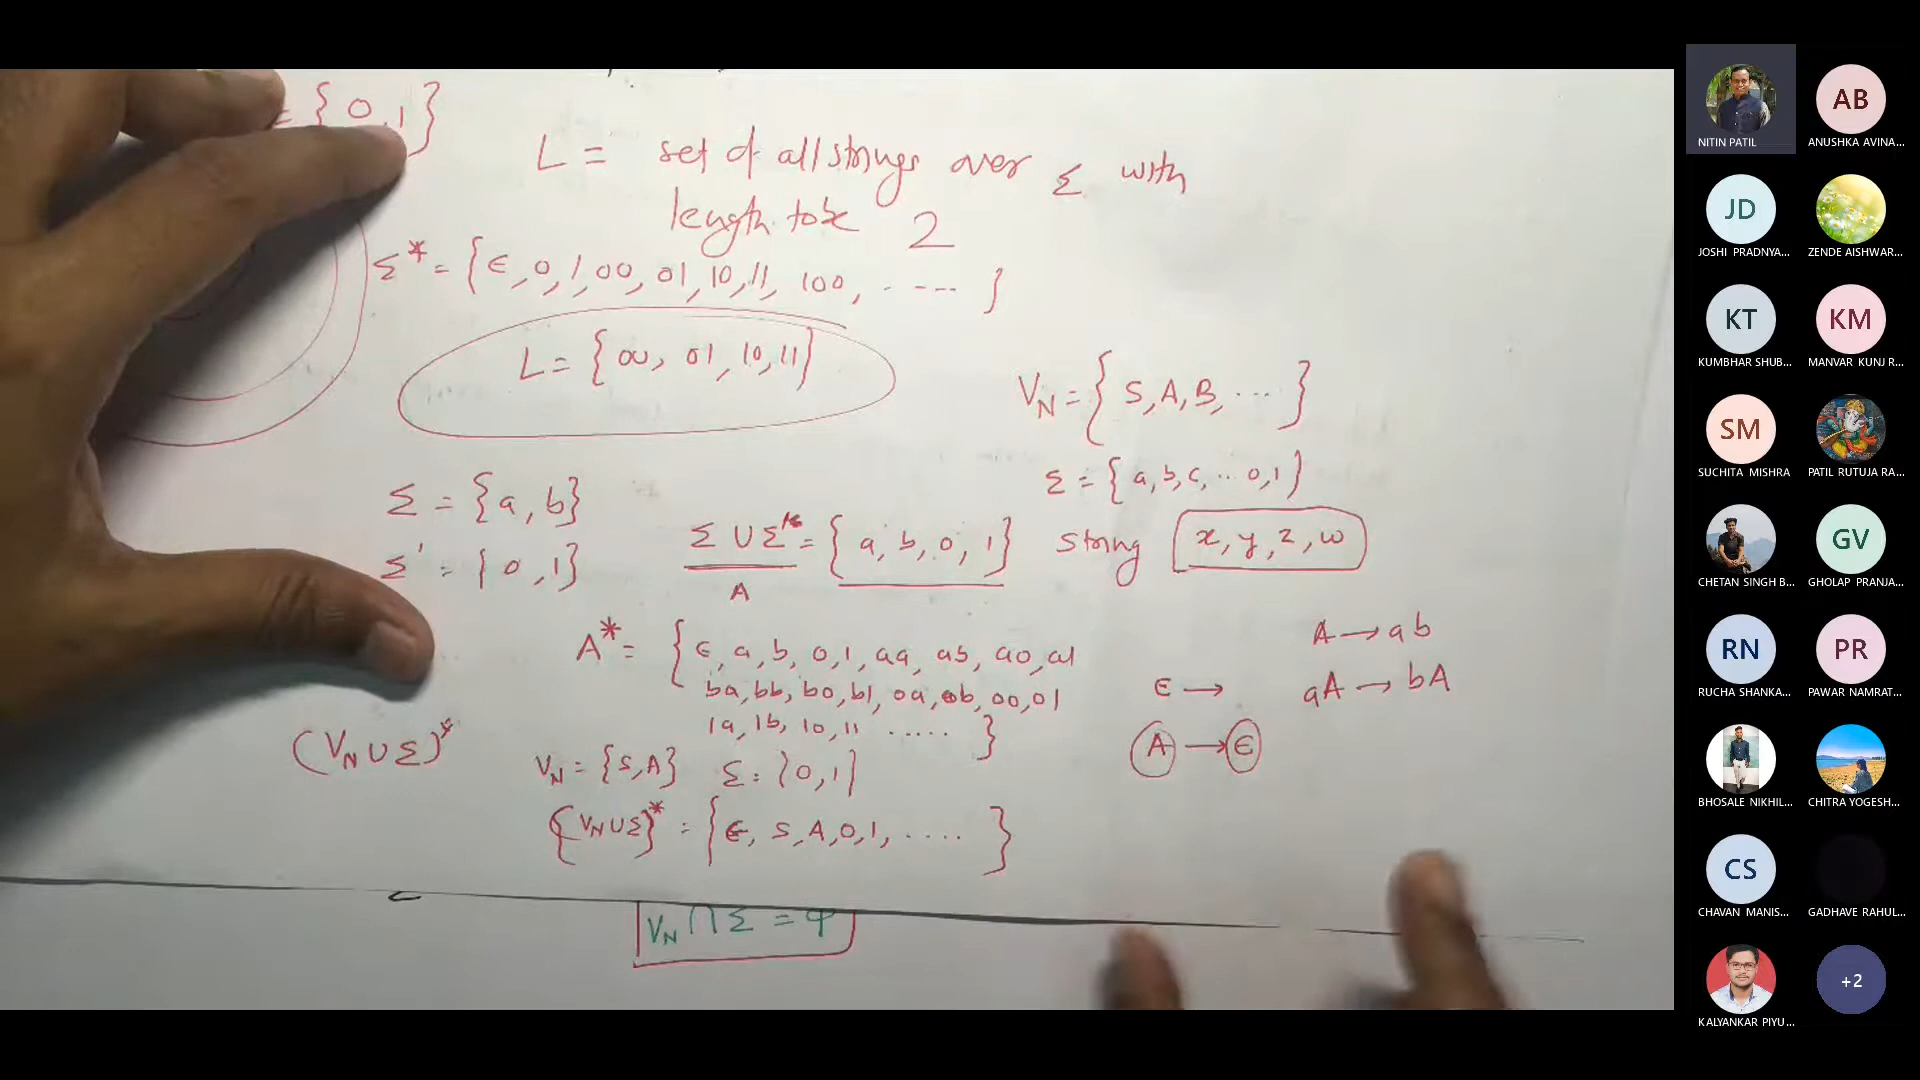 = {0,1}
L = set of all strings over Σ with
length to be 2
Σ* = {ϵ, 0, 1, 00, 01, 10, 11, 100, ..... }
L = {00, 01, 10, 11}
V_N = {S, A, B, ... }
Σ = {a, b, c, ... 0, 1}
Σ = {a, b}
Σ' = {0, 1}
Σ ∪ Σ* = {a, b, 0, 1}
A
String x, y, z, w
A* = {ϵ, a, b, 0, 1, aa, ab, a0, a1
ba, bb, b0, b1, 0a, 0b, 00, 01
1a, 1b, 10, 11 ..... }
A → ab
ϵ →
aA → bA
A → ϵ
(V_N ∪ Σ)*
V_N = {S, A} Σ = {0, 1}
(V_N ∪ Σ)* = {ϵ, S, A, 0, 1, .... }
V_N ∩ Σ = φ
NITIN PATIL
AB
ANUSHKA AVINA...
JD
JOSHI PRADNYA...
ZENDE AISHWAR...
KT
KUMBHAR SHUB...
KM
MANVAR KUNJ R...
SM
SUCHITA MISHRA
PATIL RUTUJA RA...
CHETAN SINGH B...
GV
GHOLAP PRANJA...
RN
RUCHA SHANKA...
PR
PAWAR NAMRAT...
BHOSALE NIKHIL...
CHITRA YOGESH...
CS
CHAVAN MANIS...
GADHAVE RAHUL...
KALYANKAR PIYU...
+2